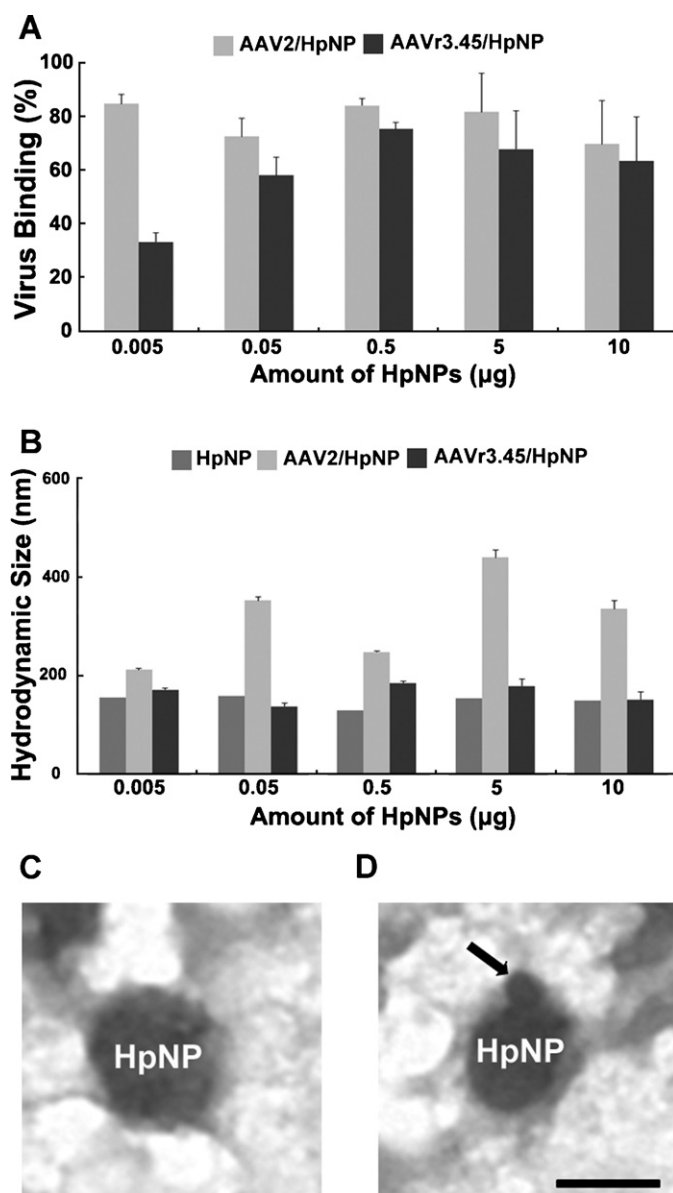 A
AAV2/HpNP AAVr3.45/HpNP
Virus Binding (%)
100
80
60
40
20
0
0.005 0.05 0.5 5 10
Amount of HpNPs (µg)
B
HpNP AAV2/HpNP AAVr3.45/HpNP
Hydrodynamic Size (nm)
600
400
200
0
0.005 0.05 0.5 5 10
Amount of HpNPs (µg)
C D
HpNP HpNP